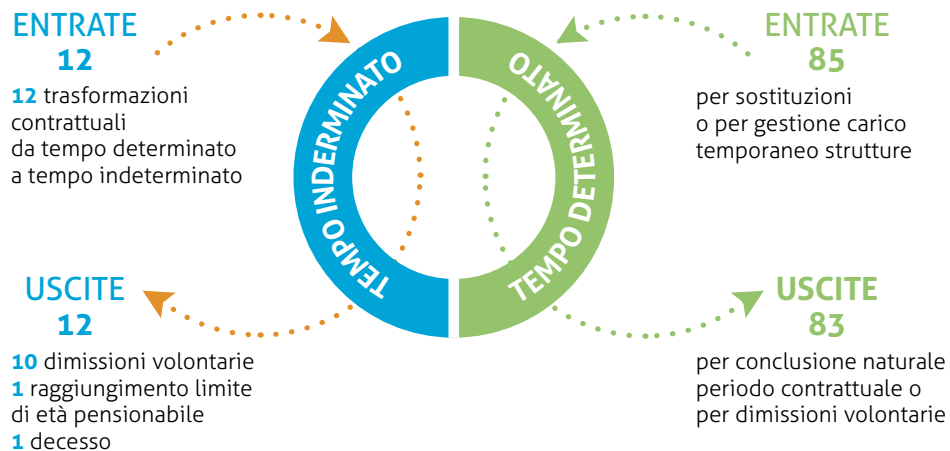 ENTRATE
12
12 trasformazioni
contrattuali
da tempo determinato
a tempo indeterminato
USCITE
12
10 dimissioni volontarie
1 raggiungimento limite
di età pensionabile
1 decesso
TEMPO INDERMINATO
TEMPO DETERMINATO
ENTRATE
85
per sostituzioni
o per gestione carico
temporaneo strutture
USCITE
83
per conclusione naturale
periodo contrattuale o
per dimissioni volontarie